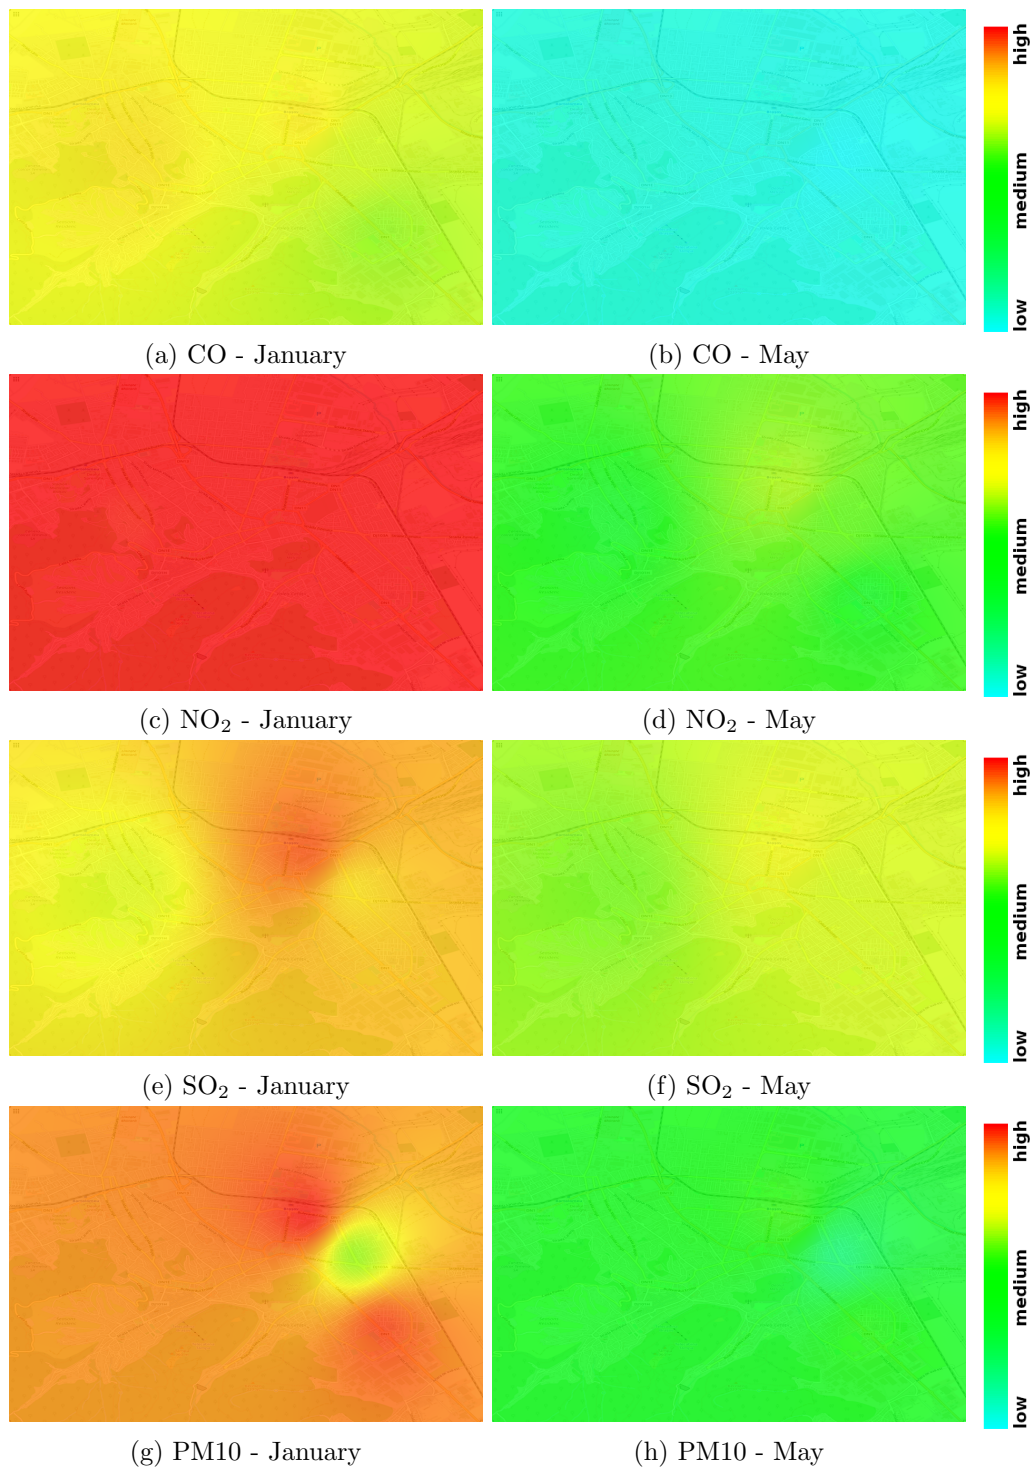 high
medium
low
(a) CO - January
(b) CO - May
high
medium
low
(c) NO₂ - January
(d) NO₂ - May
high
medium
low
(e) SO₂ - January
(f) SO₂ - May
high
medium
low
(g) PM10 - January
(h) PM10 - May